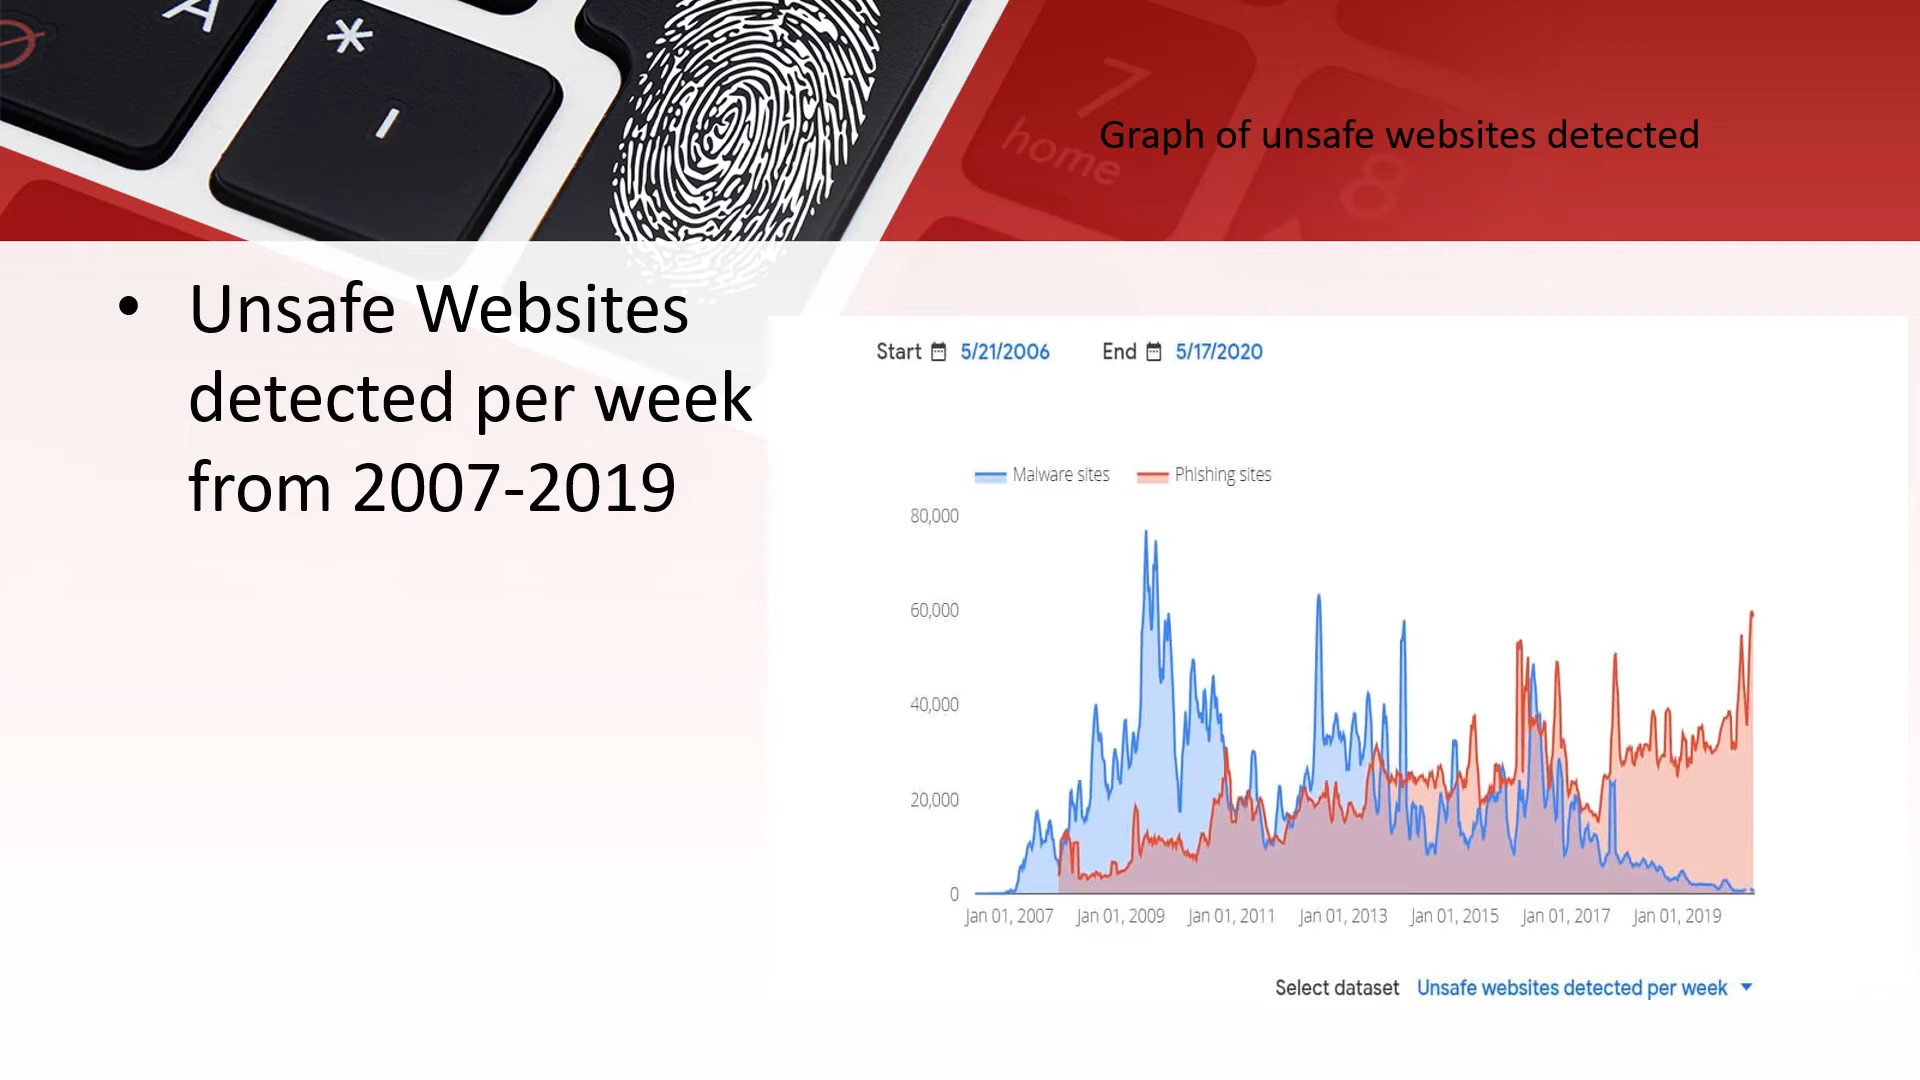 A
*
-
7
home
8
Graph of unsafe websites detected
• Unsafe Websites
detected per week
from 2007-2019
Start 5/21/2006 End 5/17/2020
Malware sites Phishing sites
80,000
60,000
40,000
20,000
0
Jan 01, 2007 Jan 01, 2009 Jan 01, 2011 Jan 01, 2013 Jan 01, 2015 Jan 01, 2017 Jan 01, 2019
Select dataset Unsafe websites detected per week